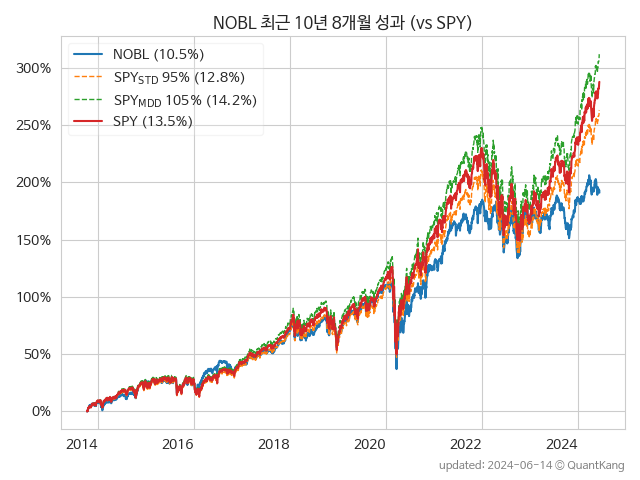 NOBL 최근 10년 8개월 성과 (vs SPY)
NOBL (10.5%)
SPY_STD 95% (12.8%)
SPY_MDD 105% (14.2%)
SPY (13.5%)
300%
250%
200%
150%
100%
50%
0%
2014 2016 2018 2020 2022 2024
updated: 2024-06-14 © QuantKang